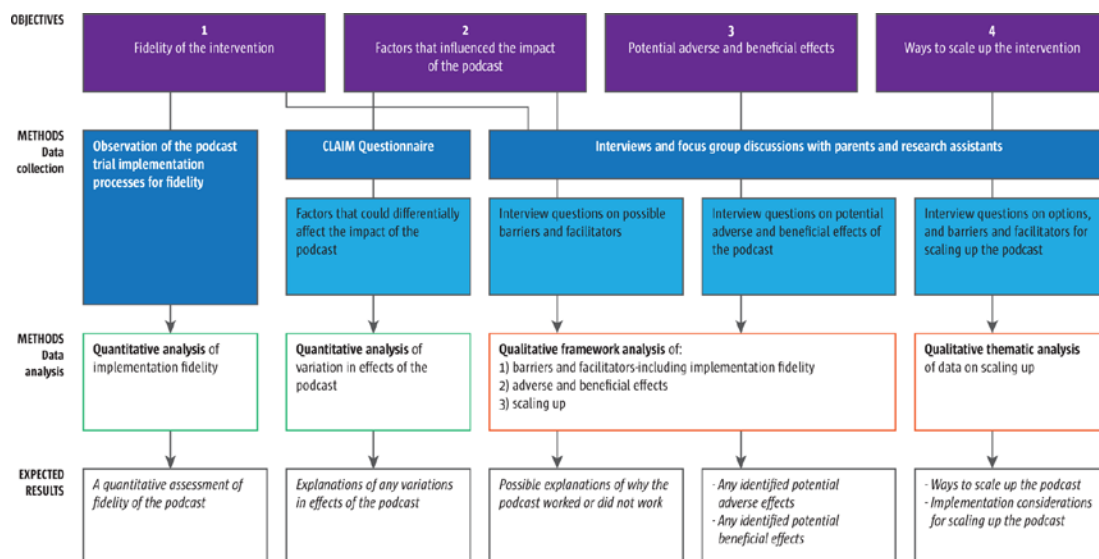 OBJECTIVES
1
Fidelity of the intervention
2
Factors that influenced the impact
of the podcast
3
Potential adverse and beneficial effects
4
Ways to scale up the intervention
METHODS
Data
collection
Observation of the podcast
trial implementation
processes for fidelity
CLAIM Questionnaire
Interviews and focus group discussions with parents and research assistants
Factors that could differentially
affect the impact of the
podcast
Interview questions on possible
barriers and facilitators
Interview questions on potential
adverse and beneficial effects of
the podcast
Interview questions on options,
and barriers and facilitators for
scaling up the podcast
METHODS
Data
analysis
Quantitative analysis of
implementation fidelity
Quantitative analysis of
variation in effects of the
podcast
Qualitative framework analysis of:
1) barriers and facilitators-including implementation fidelity
2) adverse and beneficial effects
3) scaling up
Qualitative thematic analysis
of data on scaling up
EXPECTED
RESULTS
A quantitative assessment of
fidelity of the podcast
Explanations of any variations
in effects of the podcast
Possible explanations of why the
podcast worked or did not work
- Any identified potential
adverse effects
- Any identified potential
beneficial effects
- Ways to scale up the podcast
- Implementation considerations
for scaling up the podcast